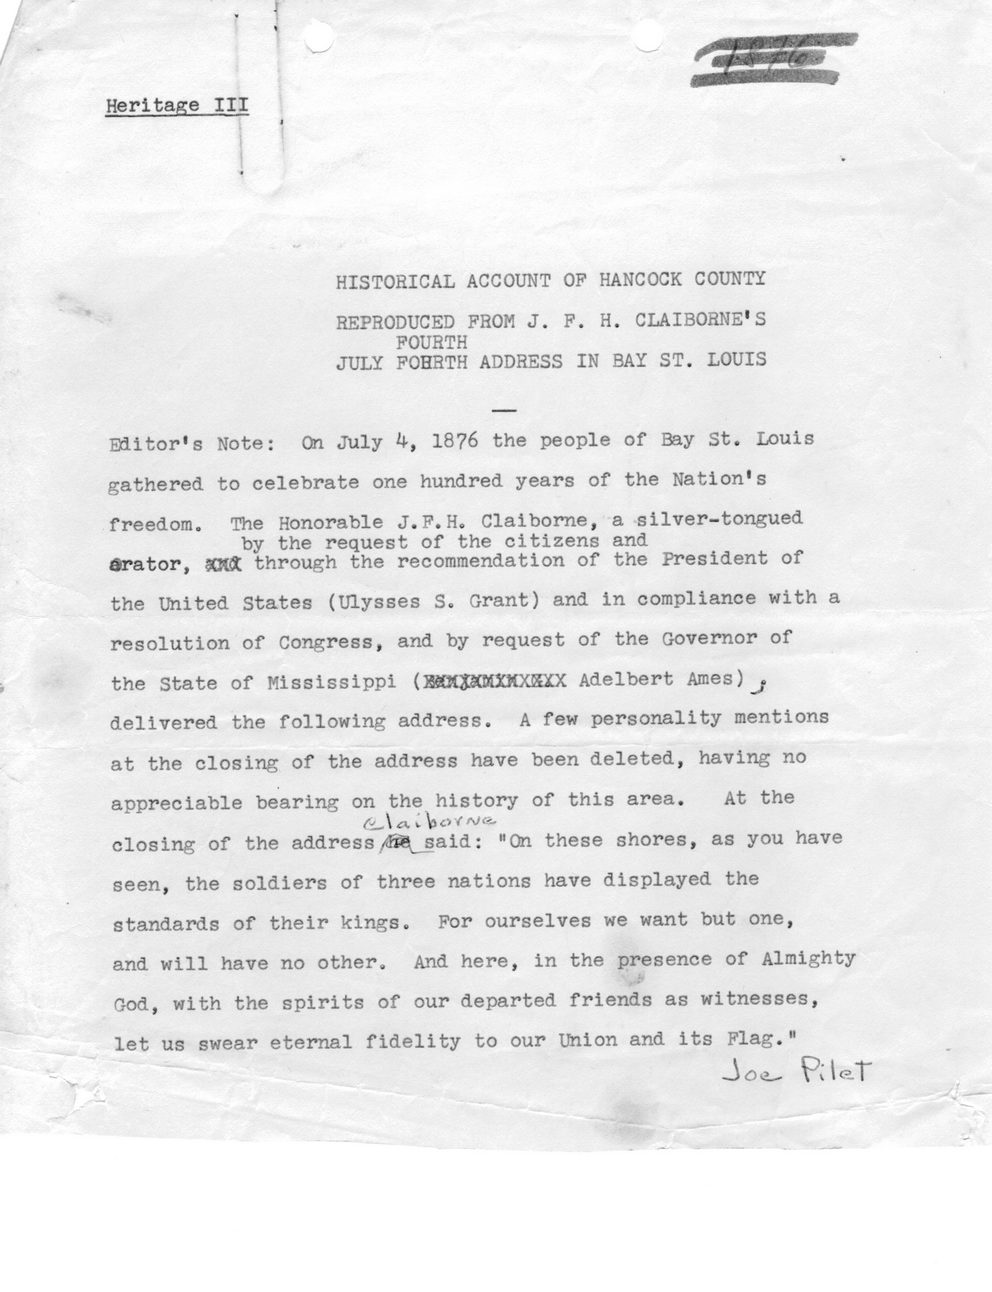 1876
Heritage III
HISTORICAL ACCOUNT OF HANCOCK COUNTY
REPRODUCED FROM J. F. H. CLAIBORNE'S
FOURTH
JULY FOHRTH ADDRESS IN BAY ST. LOUIS
—
Editor's Note: On July 4, 1876 the people of Bay St. Louis
gathered to celebrate one hundred years of the Nation's
freedom. The Honorable J.F.H. Claiborne, a silver-tongued
by the request of the citizens and
orator, through the recommendation of the President of
the United States (Ulysses S. Grant) and in compliance with a
resolution of Congress, and by request of the Governor of
the State of Mississippi ( Adelbert Ames) ;
delivered the following address. A few personality mentions
at the closing of the address have been deleted, having no
appreciable bearing on the history of this area. At the
Claiborne
closing of the address he said: "On these shores, as you have
seen, the soldiers of three nations have displayed the
standards of their kings. For ourselves we want but one,
and will have no other. And here, in the presence of Almighty
God, with the spirits of our departed friends as witnesses,
let us swear eternal fidelity to our Union and its Flag."
Joe Pilet